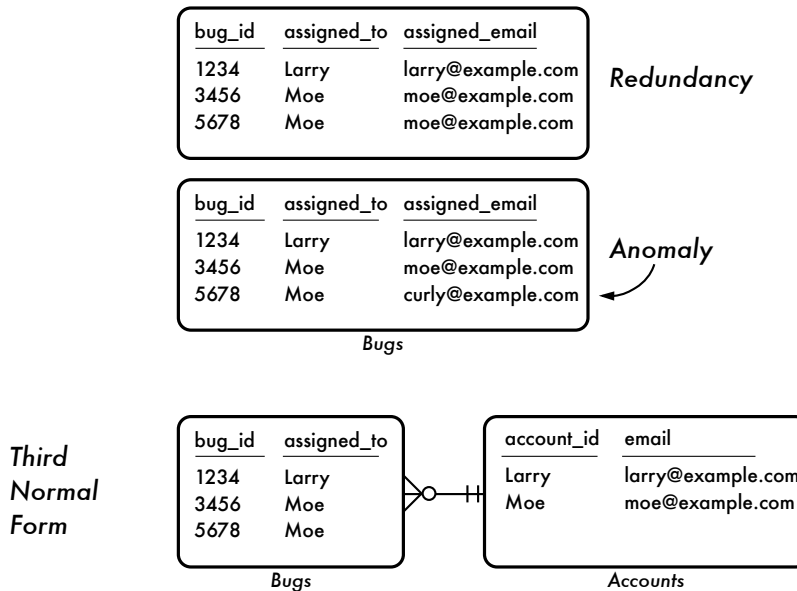 bug_id assigned_to assigned_email
1234 Larry larry@example.com
3456 Moe moe@example.com
5678 Moe moe@example.com
Redundancy
bug_id assigned_to assigned_email
1234 Larry larry@example.com
3456 Moe moe@example.com
5678 Moe curly@example.com
Anomaly
Bugs
Third
Normal
Form
bug_id assigned_to
1234 Larry
3456 Moe
5678 Moe
Bugs
account_id email
Larry larry@example.com
Moe moe@example.com
Accounts